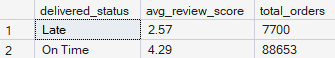 delivered_status avg_review_score total_orders
1 Late 2.57 7700
2 On Time 4.29 88653